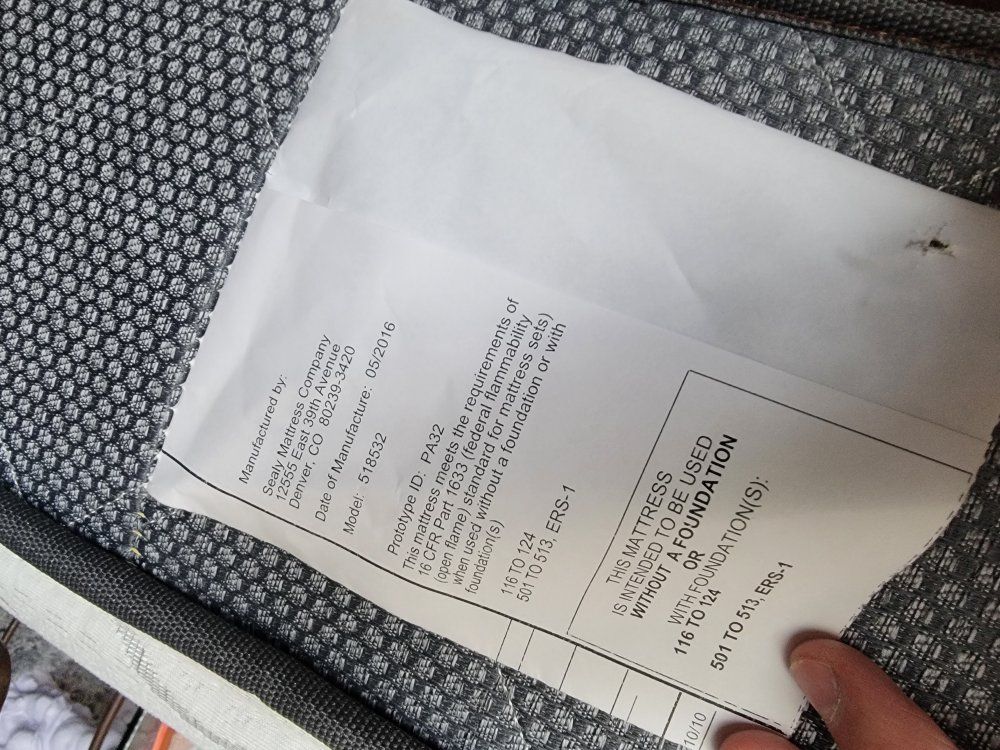 Manufactured by:
Sealy Mattress Company
12555 East 39th Avenue
Denver, CO 80239-3420
Date of Manufacture: 05/2016
Model: 518532
Prototype ID: PA32
This mattress meets the requirements of
16 CFR Part 1633 (federal flammability
(open flame) standard for mattress sets)
when used without a foundation or with
foundation(s)
116 TO 124
501 TO 513, ERS-1
THIS MATTRESS
IS INTENDED TO BE USED
WITHOUT A FOUNDATION
OR
WITH FOUNDATION(S):
116 TO 124
501 TO 513, ERS-1
10/10